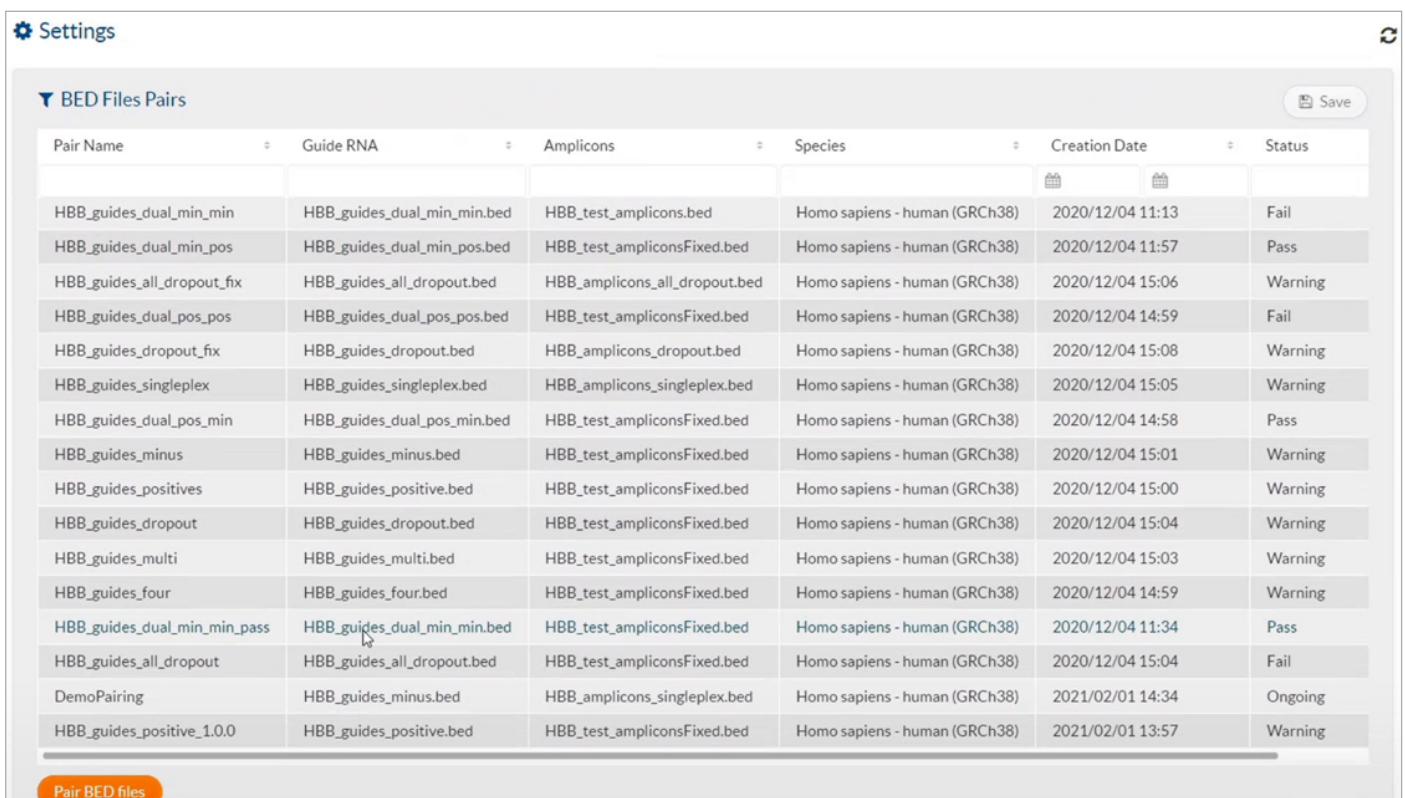 Settings
BED Files Pairs
Save
Pair Name Guide RNA Amplicons Species Creation Date Status
HBB_guides_dual_min_min HBB_guides_dual_min_min.bed HBB_test_amplicons.bed Homo sapiens - human (GRCh38) 2020/12/04 11:13 Fail
HBB_guides_dual_min_pos HBB_guides_dual_min_pos.bed HBB_test_ampliconsFixed.bed Homo sapiens - human (GRCh38) 2020/12/04 11:57 Pass
HBB_guides_all_dropout_fix HBB_guides_all_dropout.bed HBB_amplicons_all_dropout.bed Homo sapiens - human (GRCh38) 2020/12/04 15:06 Warning
HBB_guides_dual_pos_pos HBB_guides_dual_pos_pos.bed HBB_test_ampliconsFixed.bed Homo sapiens - human (GRCh38) 2020/12/04 14:59 Fail
HBB_guides_dropout_fix HBB_guides_dropout.bed HBB_amplicons_dropout.bed Homo sapiens - human (GRCh38) 2020/12/04 15:08 Warning
HBB_guides_singleplex HBB_guides_singleplex.bed HBB_amplicons_singleplex.bed Homo sapiens - human (GRCh38) 2020/12/04 15:05 Warning
HBB_guides_dual_pos_min HBB_guides_dual_pos_min.bed HBB_test_ampliconsFixed.bed Homo sapiens - human (GRCh38) 2020/12/04 14:58 Pass
HBB_guides_minus HBB_guides_minus.bed HBB_test_ampliconsFixed.bed Homo sapiens - human (GRCh38) 2020/12/04 15:01 Warning
HBB_guides_positives HBB_guides_positive.bed HBB_test_ampliconsFixed.bed Homo sapiens - human (GRCh38) 2020/12/04 15:00 Warning
HBB_guides_dropout HBB_guides_dropout.bed HBB_test_ampliconsFixed.bed Homo sapiens - human (GRCh38) 2020/12/04 15:04 Warning
HBB_guides_multi HBB_guides_multi.bed HBB_test_ampliconsFixed.bed Homo sapiens - human (GRCh38) 2020/12/04 15:03 Warning
HBB_guides_four HBB_guides_four.bed HBB_test_ampliconsFixed.bed Homo sapiens - human (GRCh38) 2020/12/04 14:59 Warning
HBB_guides_dual_min_min_pass HBB_guides_dual_min_min.bed HBB_test_ampliconsFixed.bed Homo sapiens - human (GRCh38) 2020/12/04 11:34 Pass
HBB_guides_all_dropout HBB_guides_all_dropout.bed HBB_test_ampliconsFixed.bed Homo sapiens - human (GRCh38) 2020/12/04 15:04 Fail
DemoPairing HBB_guides_minus.bed HBB_amplicons_singleplex.bed Homo sapiens - human (GRCh38) 2021/02/01 14:34 Ongoing
HBB_guides_positive_1.0.0 HBB_guides_positive.bed HBB_test_ampliconsFixed.bed Homo sapiens - human (GRCh38) 2021/02/01 13:57 Warning
Pair BED files